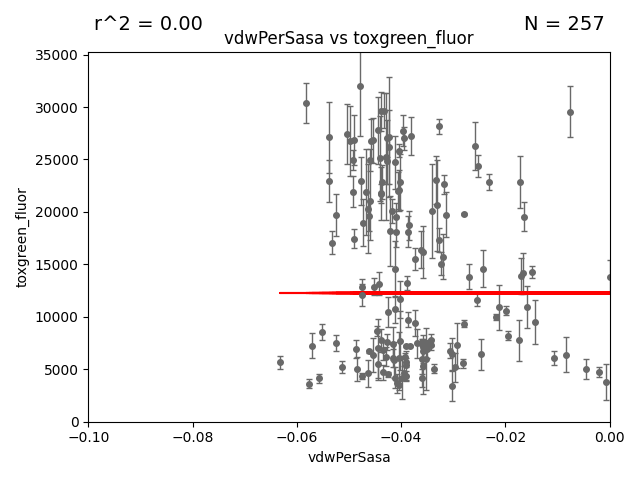 r^2 = 0.00
N = 257
vdwPerSasa vs toxgreen_fluor
35000
30000
25000
20000
15000
10000
5000
0
toxgreen_fluor
−0.10
−0.08
−0.06
−0.04
−0.02
0.00
vdwPerSasa